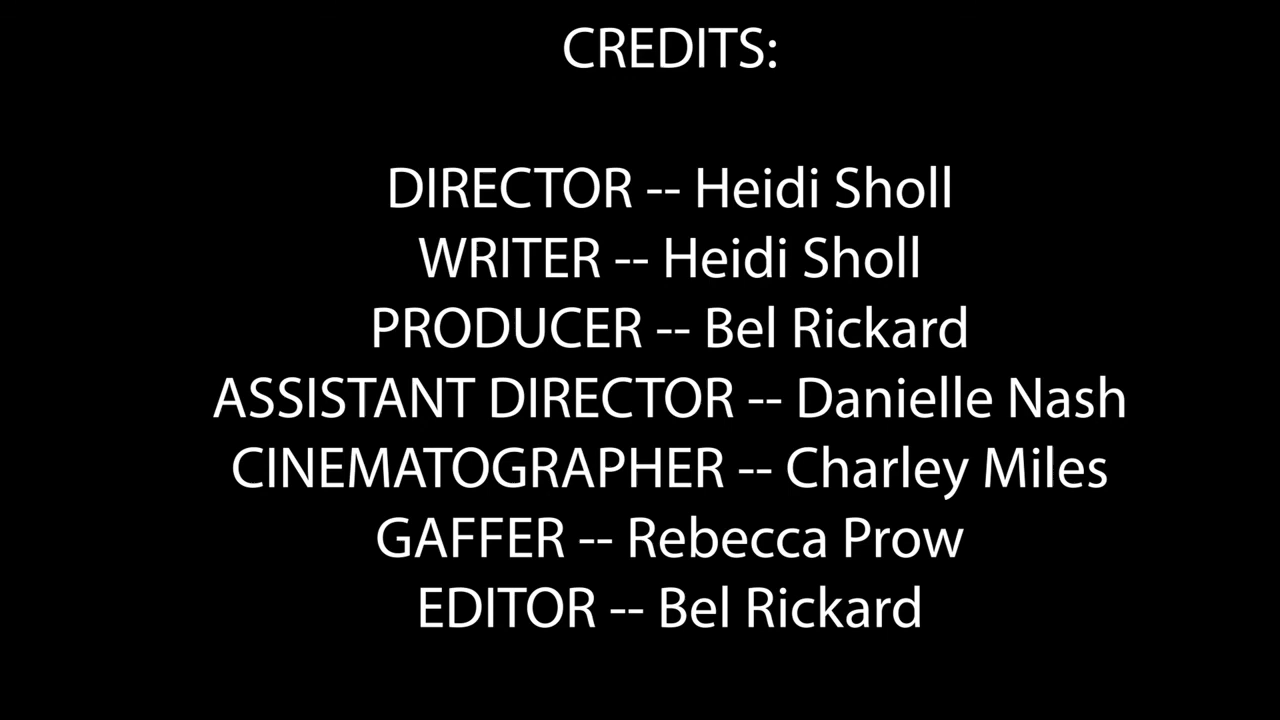 CREDITS:
DIRECTOR -- Heidi Sholl
WRITER -- Heidi Sholl
PRODUCER -- Bel Rickard
ASSISTANT DIRECTOR -- Danielle Nash
CINEMATOGRAPHER -- Charley Miles
GAFFER -- Rebecca Prow
EDITOR -- Bel Rickard